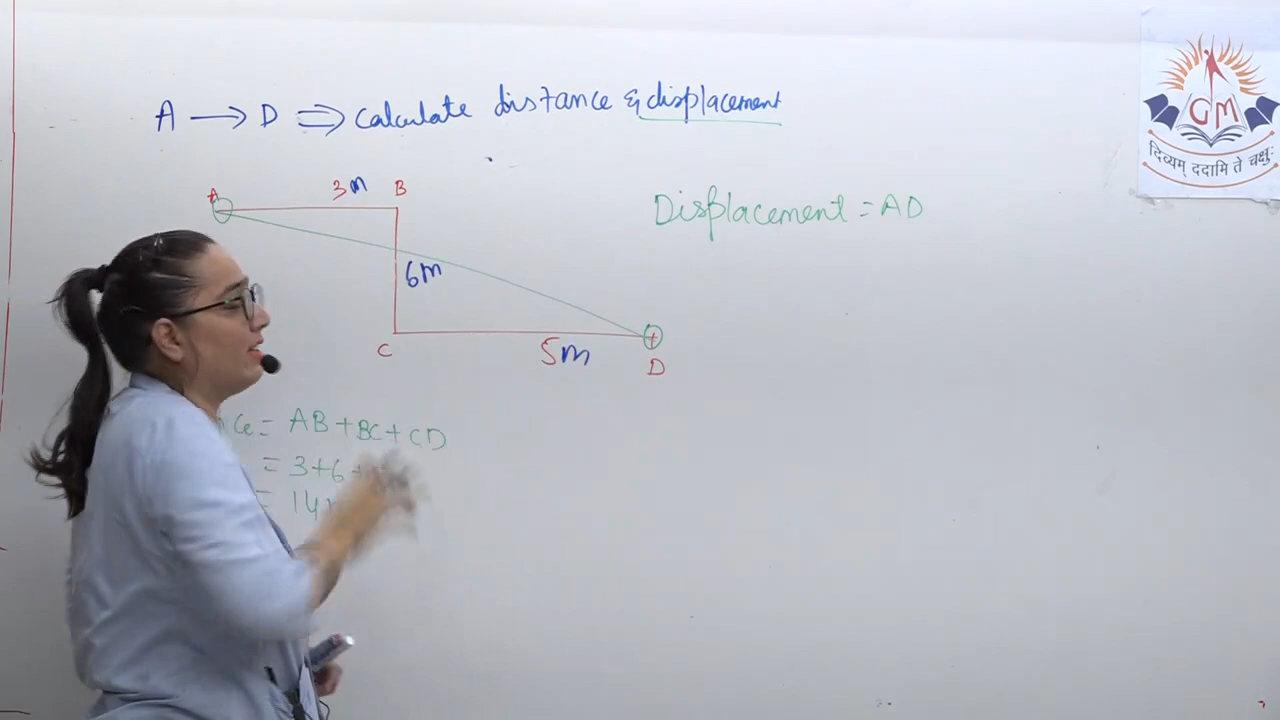 A → D ⇒ Calculate distance & displacement
GM
दिव्यम् ददामि ते चक्षुः
A 3m B
Displacement = AD
6m
C 5m D
ce = AB + BC + CD
= 3+6+
= 14